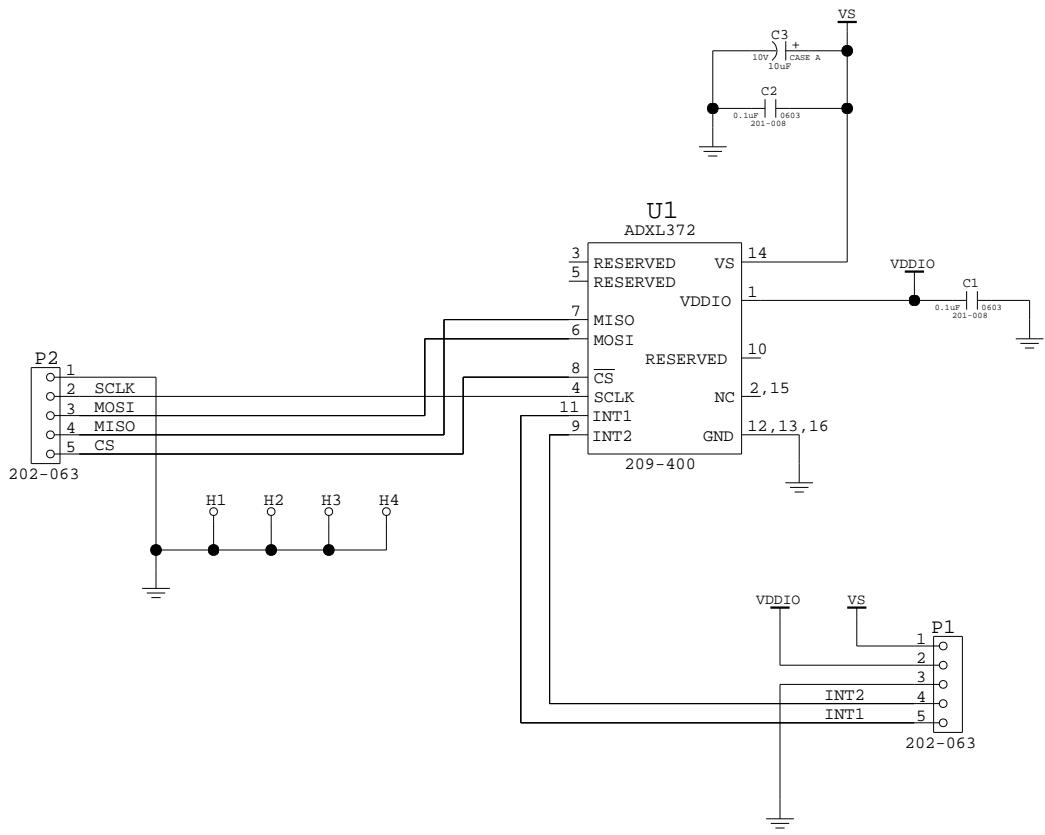 VS
C3
+
10V CASE A
10uF
C2
0.1uF 0603
201-008
U1
ADXL372
3 RESERVED VS 14
5 RESERVED
VDDIO 1
VDDIO
C1
0.1uF 0603
201-008
7 MISO
6 MOSI
RESERVED 10
8 CS
4 SCLK NC 2,15
11 INT1
9 INT2 GND 12,13,16
209-400
P2
1
2 SCLK
3 MOSI
4 MISO
5 CS
202-063
H1 H2 H3 H4
VDDIO VS
P1
1
2
3
INT2 4
INT1 5
202-063